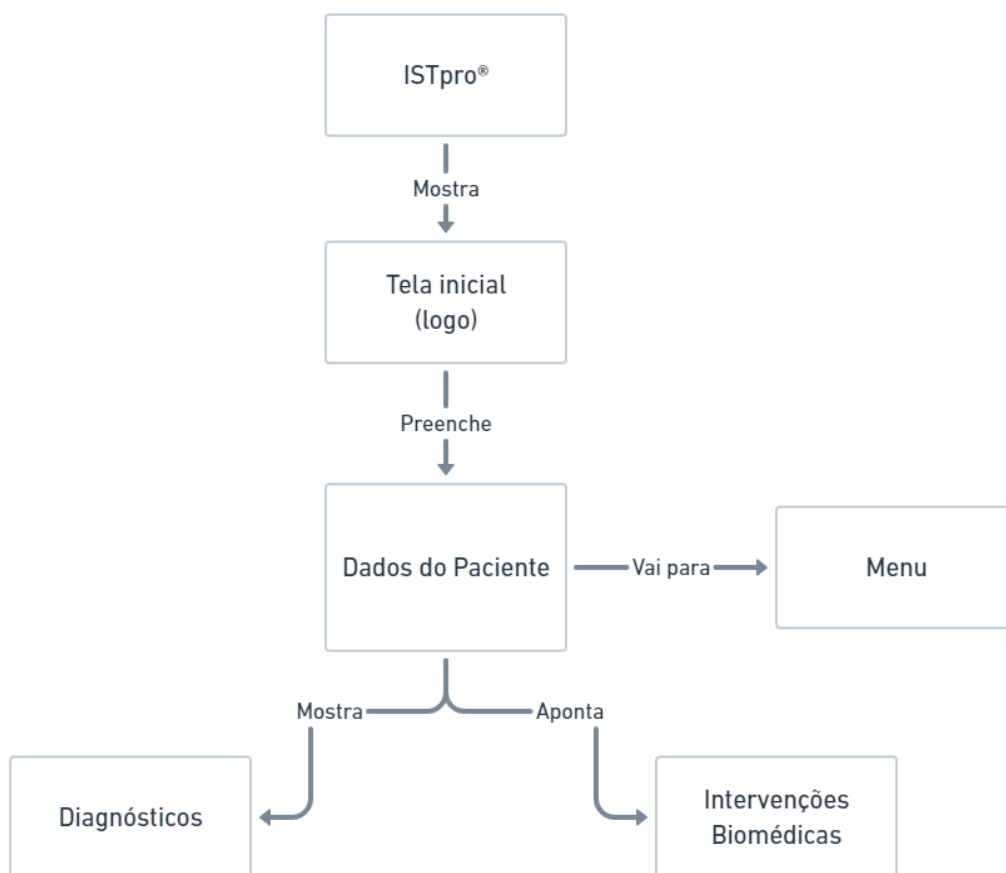 ISTpro®
Mostra
Tela inicial
(logo)
Preenche
Dados do Paciente
Vai para
Menu
Mostra
Aponta
Diagnósticos
Intervenções
Biomédicas